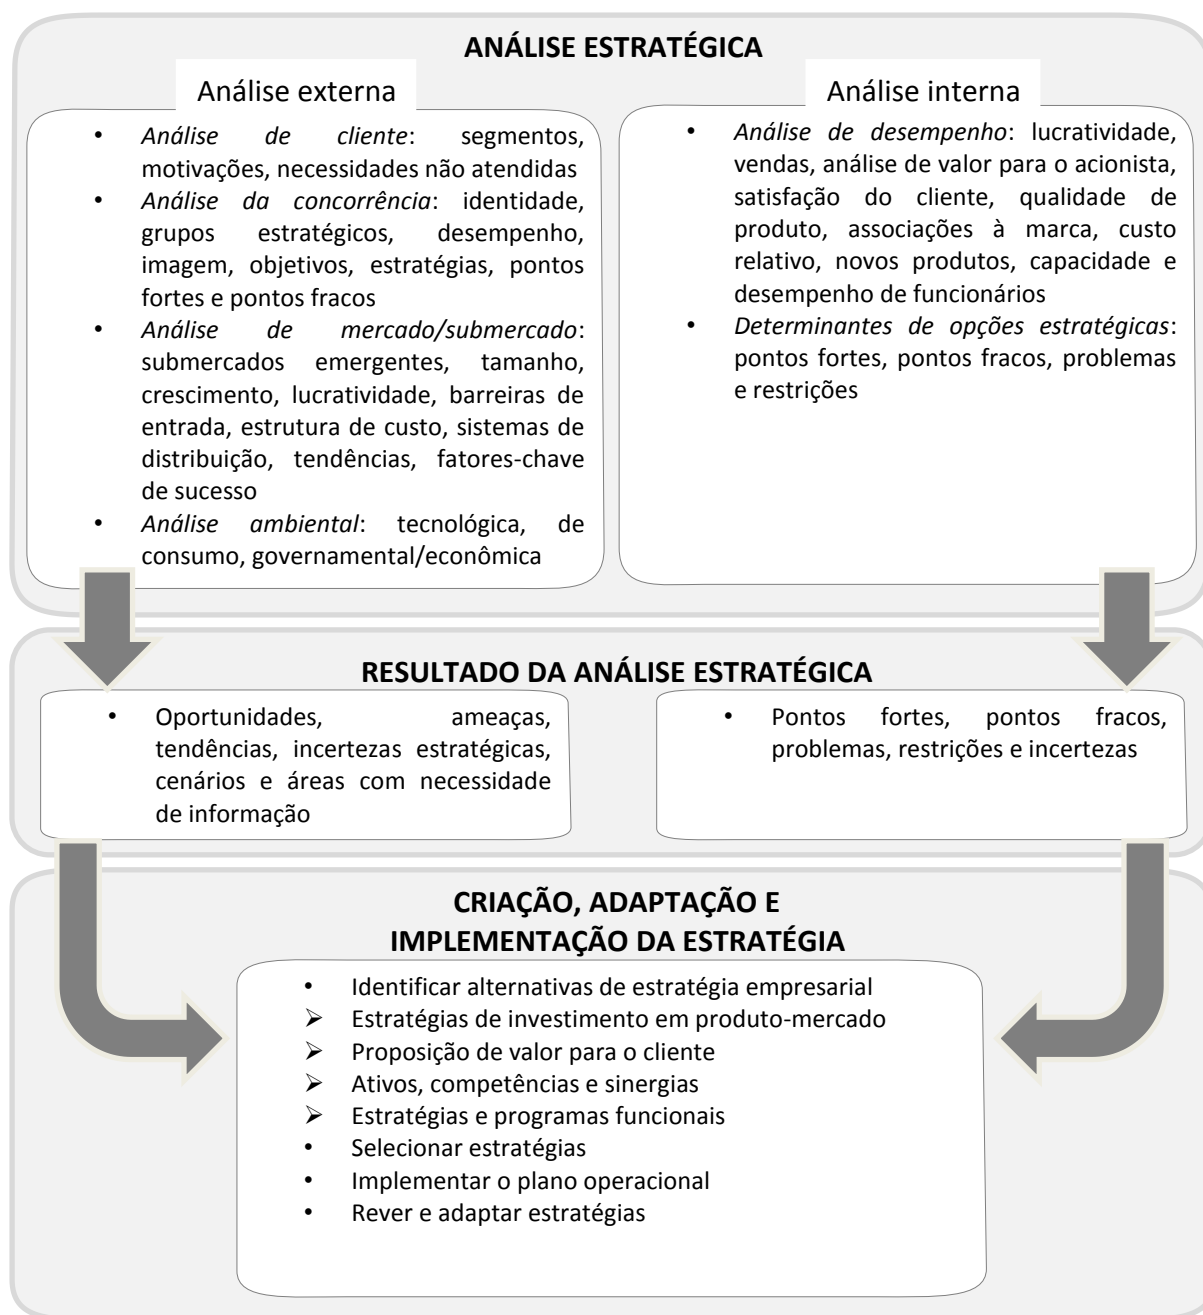 ANÁLISE ESTRATÉGICA
Análise externa
• Análise de cliente: segmentos,
motivações, necessidades não atendidas
• Análise da concorrência: identidade,
grupos estratégicos, desempenho,
imagem, objetivos, estratégias, pontos
fortes e pontos fracos
• Análise de mercado/submercado:
submercados emergentes, tamanho,
crescimento, lucratividade, barreiras de
entrada, estrutura de custo, sistemas de
distribuição, tendências, fatores-chave
de sucesso
• Análise ambiental: tecnológica, de
consumo, governamental/econômica
Análise interna
• Análise de desempenho: lucratividade,
vendas, análise de valor para o acionista,
satisfação do cliente, qualidade de
produto, associações à marca, custo
relativo, novos produtos, capacidade e
desempenho de funcionários
• Determinantes de opções estratégicas:
pontos fortes, pontos fracos, problemas
e restrições
RESULTADO DA ANÁLISE ESTRATÉGICA
• Oportunidades, ameaças,
tendências, incertezas estratégicas,
cenários e áreas com necessidade
de informação
• Pontos fortes, pontos fracos,
problemas, restrições e incertezas
CRIAÇÃO, ADAPTAÇÃO E
IMPLEMENTAÇÃO DA ESTRATÉGIA
• Identificar alternativas de estratégia empresarial
➢ Estratégias de investimento em produto-mercado
➢ Proposição de valor para o cliente
➢ Ativos, competências e sinergias
➢ Estratégias e programas funcionais
• Selecionar estratégias
• Implementar o plano operacional
• Rever e adaptar estratégias